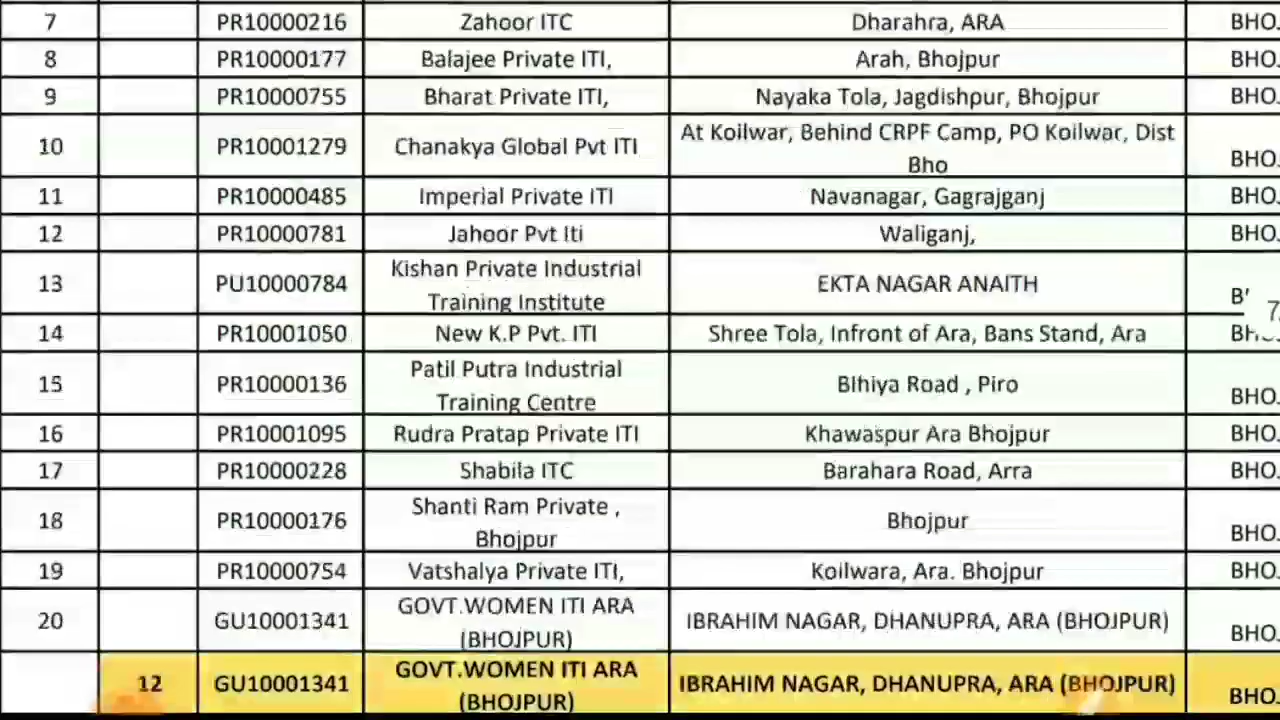 7 PR10000216 Zahoor ITC Dharahra, ARA BHO.
8 PR10000177 Balajee Private ITI, Arah, Bhojpur BHO.
9 PR10000755 Bharat Private ITI, Nayaka Tola, Jagdishpur, Bhojpur BHO.
10 PR10001279 Chanakya Global Pvt ITI At Koilwar, Behind CRPF Camp, PO Koilwar, Dist
Bho BHO.
11 PR10000485 Imperial Private ITI Navanagar, Gagrajganj BHO.
12 PR10000781 Jahoor Pvt Iti Waliganj, BHO.
13 PU10000784 Kishan Private Industrial
Training Institute EKTA NAGAR ANAITH
14 PR10001050 New K.P Pvt. ITI Shree Tola, Infront of Ara, Bans Stand, Ara
15 PR10000136 Patil Putra Industrial
Training Centre BIhiya Road , Piro BHO.
16 PR10001095 Rudra Pratap Private ITI Khawaspur Ara Bhojpur BHO.
17 PR10000228 Shabila ITC Barahara Road, Arra BHO.
18 PR10000176 Shanti Ram Private ,
Bhojpur Bhojpur BHO.
19 PR10000754 Vatshalya Private ITI, Koilwara, Ara. Bhojpur BHO.
20 GU10001341 GOVT.WOMEN ITI ARA
(BHOJPUR) IBRAHIM NAGAR, DHANUPRA, ARA (BHOJPUR) BHO.
12 GU10001341 GOVT.WOMEN ITI ARA
(BHOJPUR) IBRAHIM NAGAR, DHANUPRA, ARA (BHOJPUR) BHO.